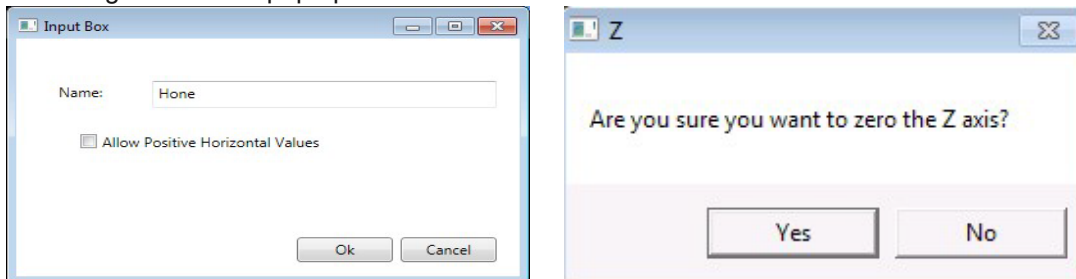 Input Box
Name: Hone
Allow Positive Horizontal Values
Ok Cancel
Z
Are you sure you want to zero the Z axis?
Yes No